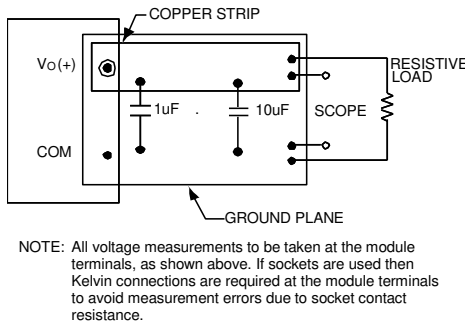 COPPER STRIP
VO(+)
RESISTIVE
LOAD
1uF
.
10uF
SCOPE
COM
GROUND PLANE
NOTE: All voltage measurements to be taken at the module
terminals, as shown above. If sockets are used then
Kelvin connections are required at the module terminals
to avoid measurement errors due to socket contact
resistance.